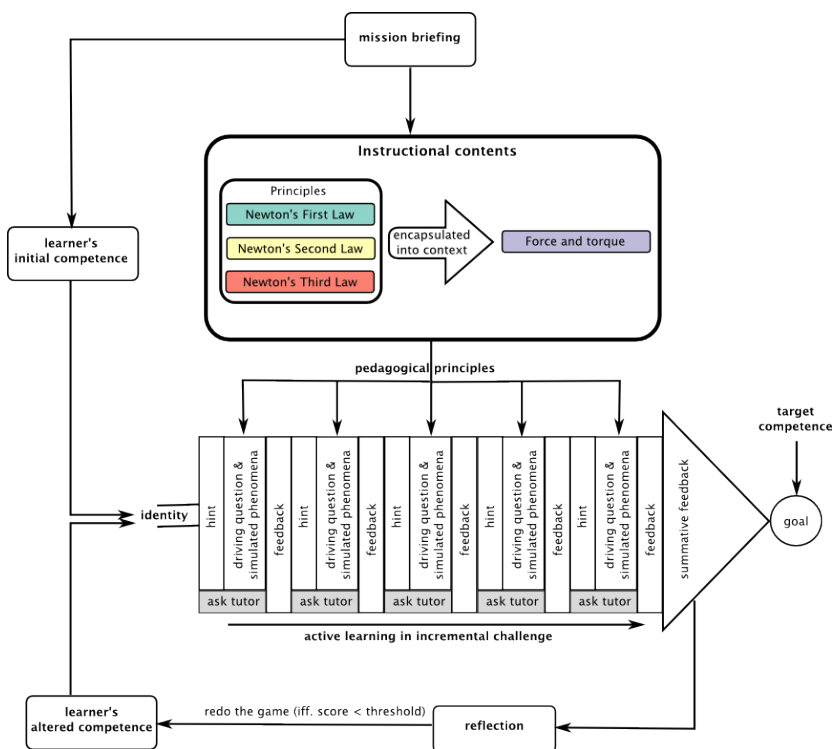 mission briefing
Instructional contents
Principles
Newton's First Law
Newton's Second Law
Newton's Third Law
encapsulated
into context
Force and torque
learner's
initial competence
pedagogical principles
target
competence
identity
hint
driving question &
simulated phenomena
feedback
hint
driving question &
simulated phenomena
feedback
hint
driving question &
simulated phenomena
feedback
hint
driving question &
simulated phenomena
feedback
hint
driving question &
simulated phenomena
feedback
summative feedback
goal
ask tutor
ask tutor
ask tutor
ask tutor
ask tutor
active learning in incremental challenge
learner's
altered competence
redo the game (iff. score < threshold)
reflection